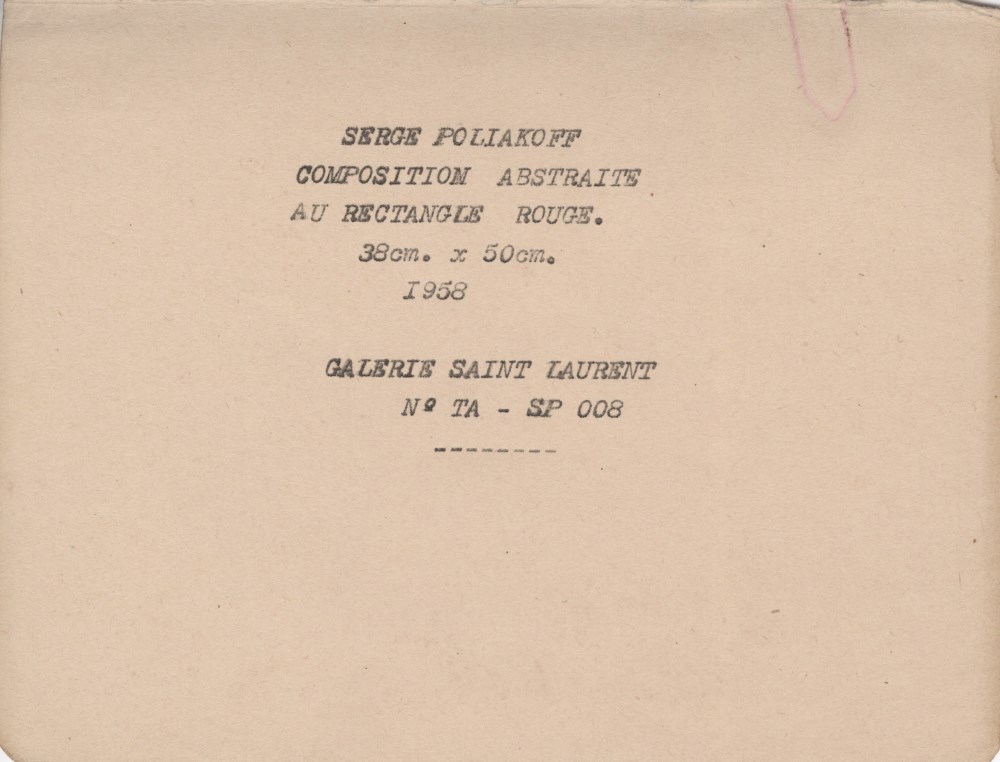 SERGE POLIAKOFF
COMPOSITION ABSTRAITE
AU RECTANGLE ROUGE.
38cm. x 50cm.
I958
GALERIE SAINT LAURENT
Nº TA - SP 008
--------